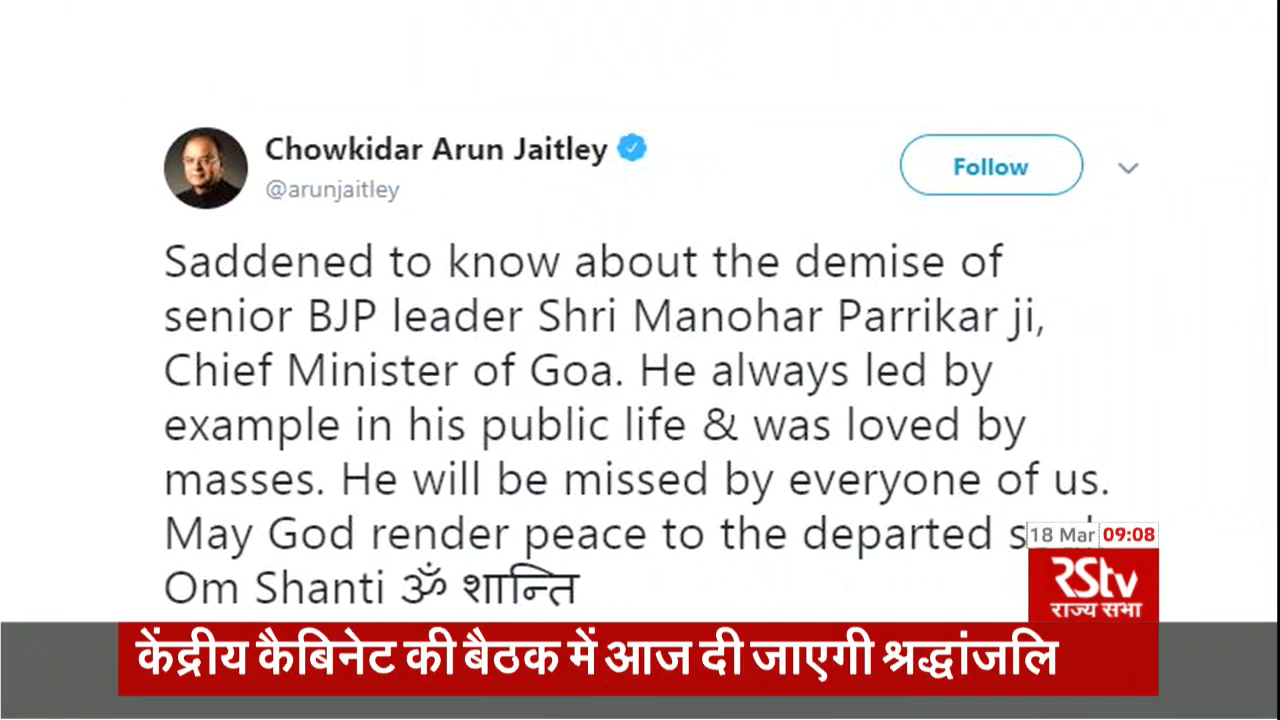 Chowkidar Arun Jaitley
@arunjaitley
Follow
Saddened to know about the demise of
senior BJP leader Shri Manohar Parrikar ji,
Chief Minister of Goa. He always led by
example in his public life & was loved by
masses. He will be missed by everyone of us.
May God render peace to the departed
Om Shanti ॐ शान्ति
18 Mar 09:08
RStv
राज्य सभा
केंद्रीय कैबिनेट की बैठक में आज दी जाएगी श्रद्धांजलि